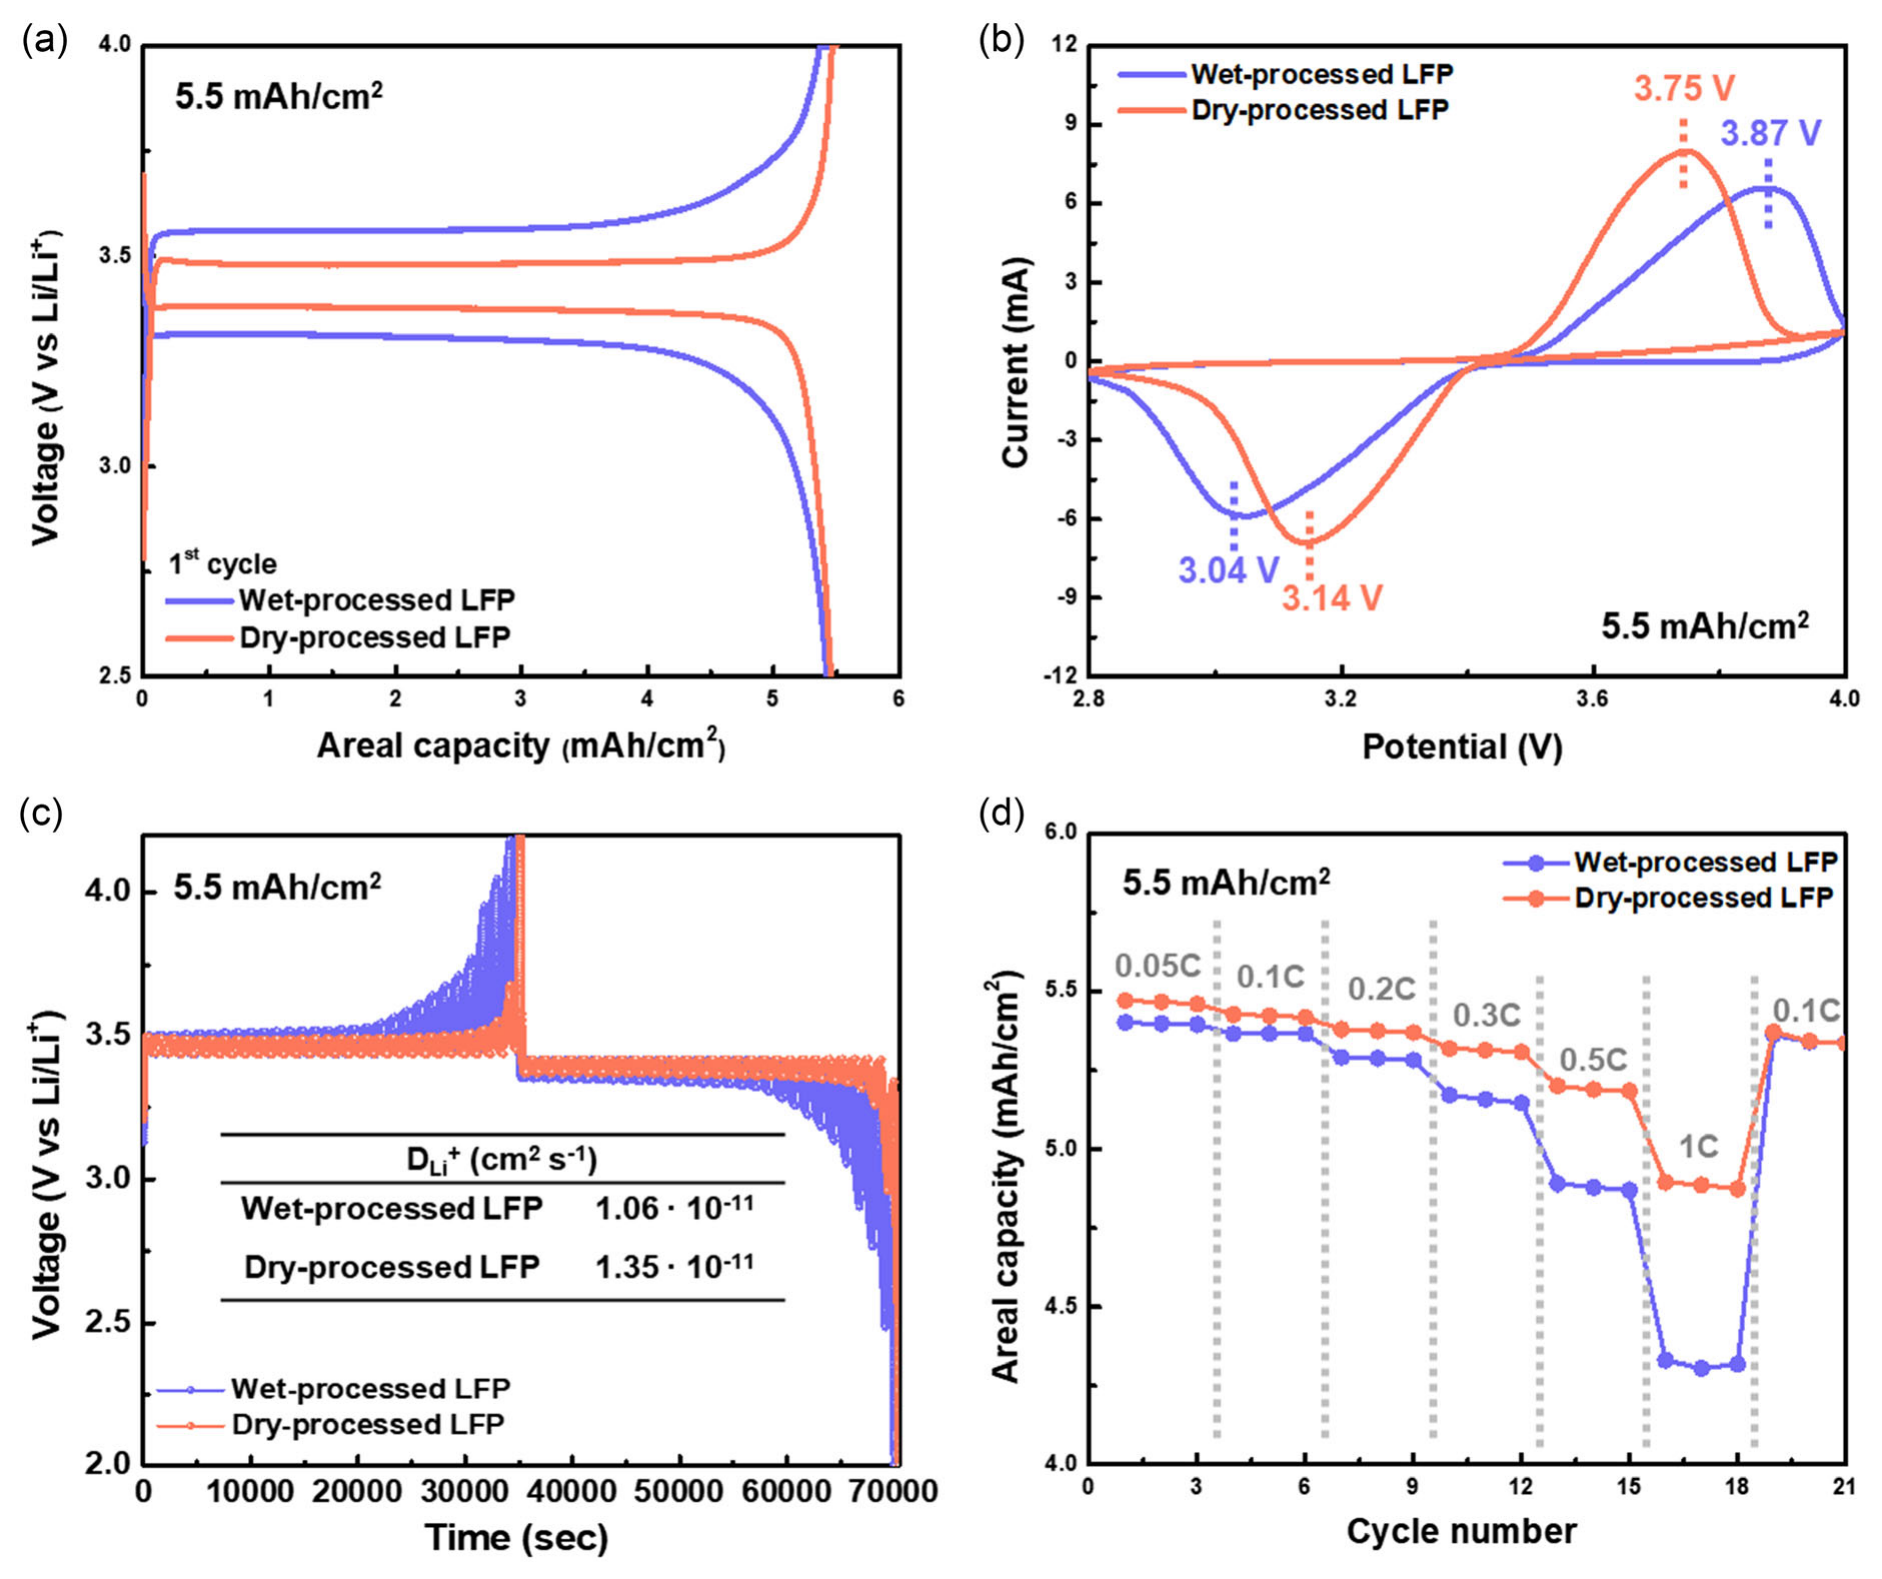 (a)
4.0
3.5
3.0
2.5
Voltage (V vs Li/Li⁺)
5.5 mAh/cm²
1ˢᵗ cycle
Wet-processed LFP
Dry-processed LFP
0 1 2 3 4 5 6
Areal capacity (mAh/cm²)
(b)
12
9
6
3
0
-3
-6
-9
-12
Current (mA)
Wet-processed LFP
Dry-processed LFP
3.75 V
3.87 V
3.04 V
3.14 V
5.5 mAh/cm²
2.8 3.2 3.6 4.0
Potential (V)
(c)
4.0
3.5
3.0
2.5
2.0
Voltage (V vs Li/Li⁺)
5.5 mAh/cm²
D_Li⁺ (cm² s⁻¹)
Wet-processed LFP 1.06 · 10⁻¹¹
Dry-processed LFP 1.35 · 10⁻¹¹
Wet-processed LFP
Dry-processed LFP
0 10000 20000 30000 40000 50000 60000 70000
Time (sec)
(d)
6.0
5.5
5.0
4.5
4.0
Areal capacity (mAh/cm²)
5.5 mAh/cm²
Wet-processed LFP
Dry-processed LFP
0.05C
0.1C
0.2C
0.3C
0.5C
1C
0.1C
0 3 6 9 12 15 18 21
Cycle number